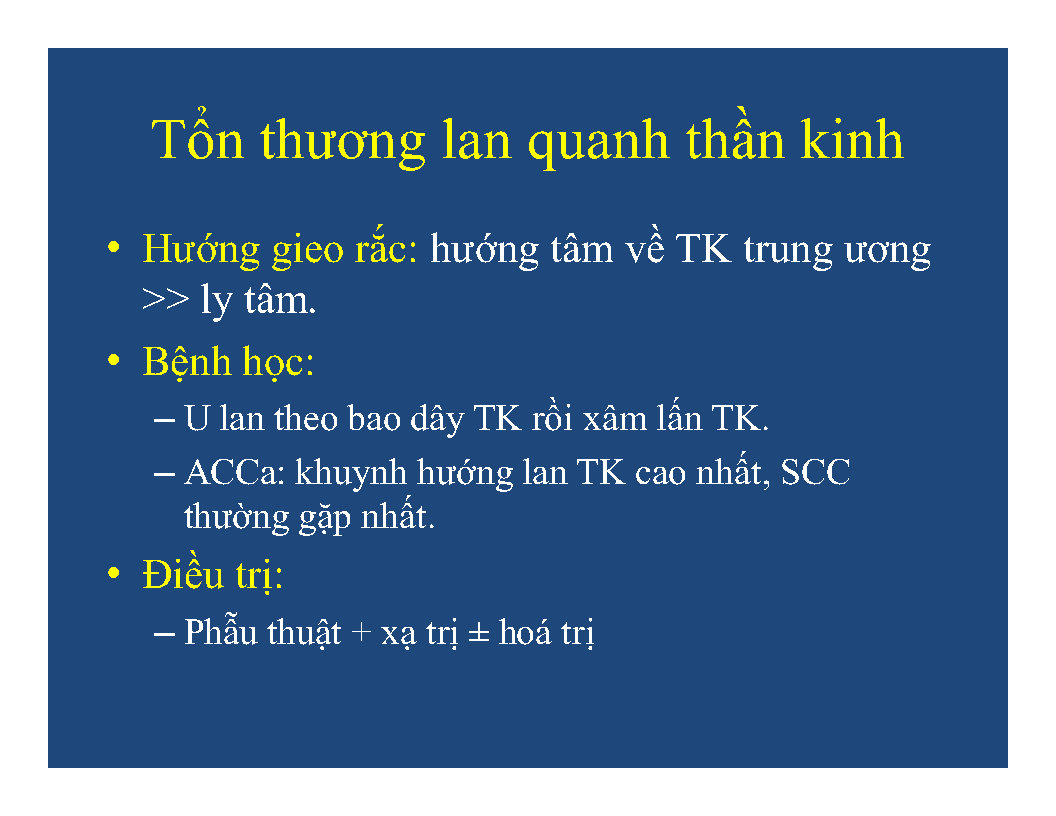 Tổn thương lan quanh thần kinh
• Hướng gieo rắc: hướng tâm về TK trung ương
>> ly tâm.
• Bệnh học:
– U lan theo bao dây TK rồi xâm lấn TK.
– ACCa: khuynh hướng lan TK cao nhất, SCC
thường gặp nhất.
• Điều trị:
– Phẫu thuật + xạ trị ± hoá trị